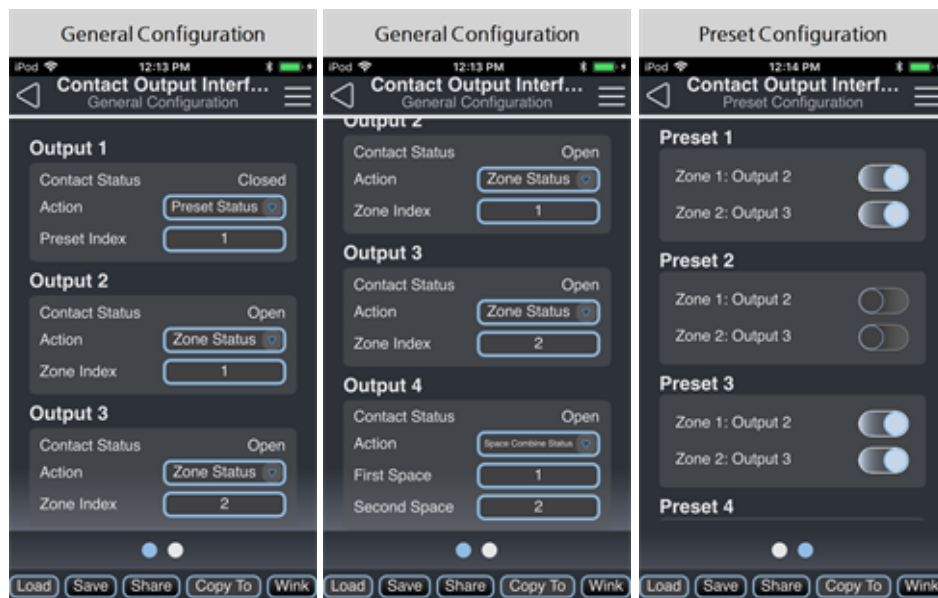 General Configuration
iPod 12:13 PM
Contact Output Interf...
General Configuration
Output 1
Contact Status Closed
Action Preset Status
Preset Index 1
Output 2
Contact Status Open
Action Zone Status
Zone Index 1
Output 3
Contact Status Open
Action Zone Status
Zone Index 2
Load Save Share Copy To Wink
General Configuration
iPod 12:13 PM
Contact Output Interf...
General Configuration
Output 2
Contact Status Open
Action Zone Status
Zone Index 1
Output 3
Contact Status Open
Action Zone Status
Zone Index 2
Output 4
Contact Status Open
Action Space Combine Status
First Space 1
Second Space 2
Load Save Share Copy To Wink
Preset Configuration
iPod 12:14 PM
Contact Output Interf...
Preset Configuration
Preset 1
Zone 1: Output 2
Zone 2: Output 3
Preset 2
Zone 1: Output 2
Zone 2: Output 3
Preset 3
Zone 1: Output 2
Zone 2: Output 3
Preset 4
Load Save Share Copy To Wink